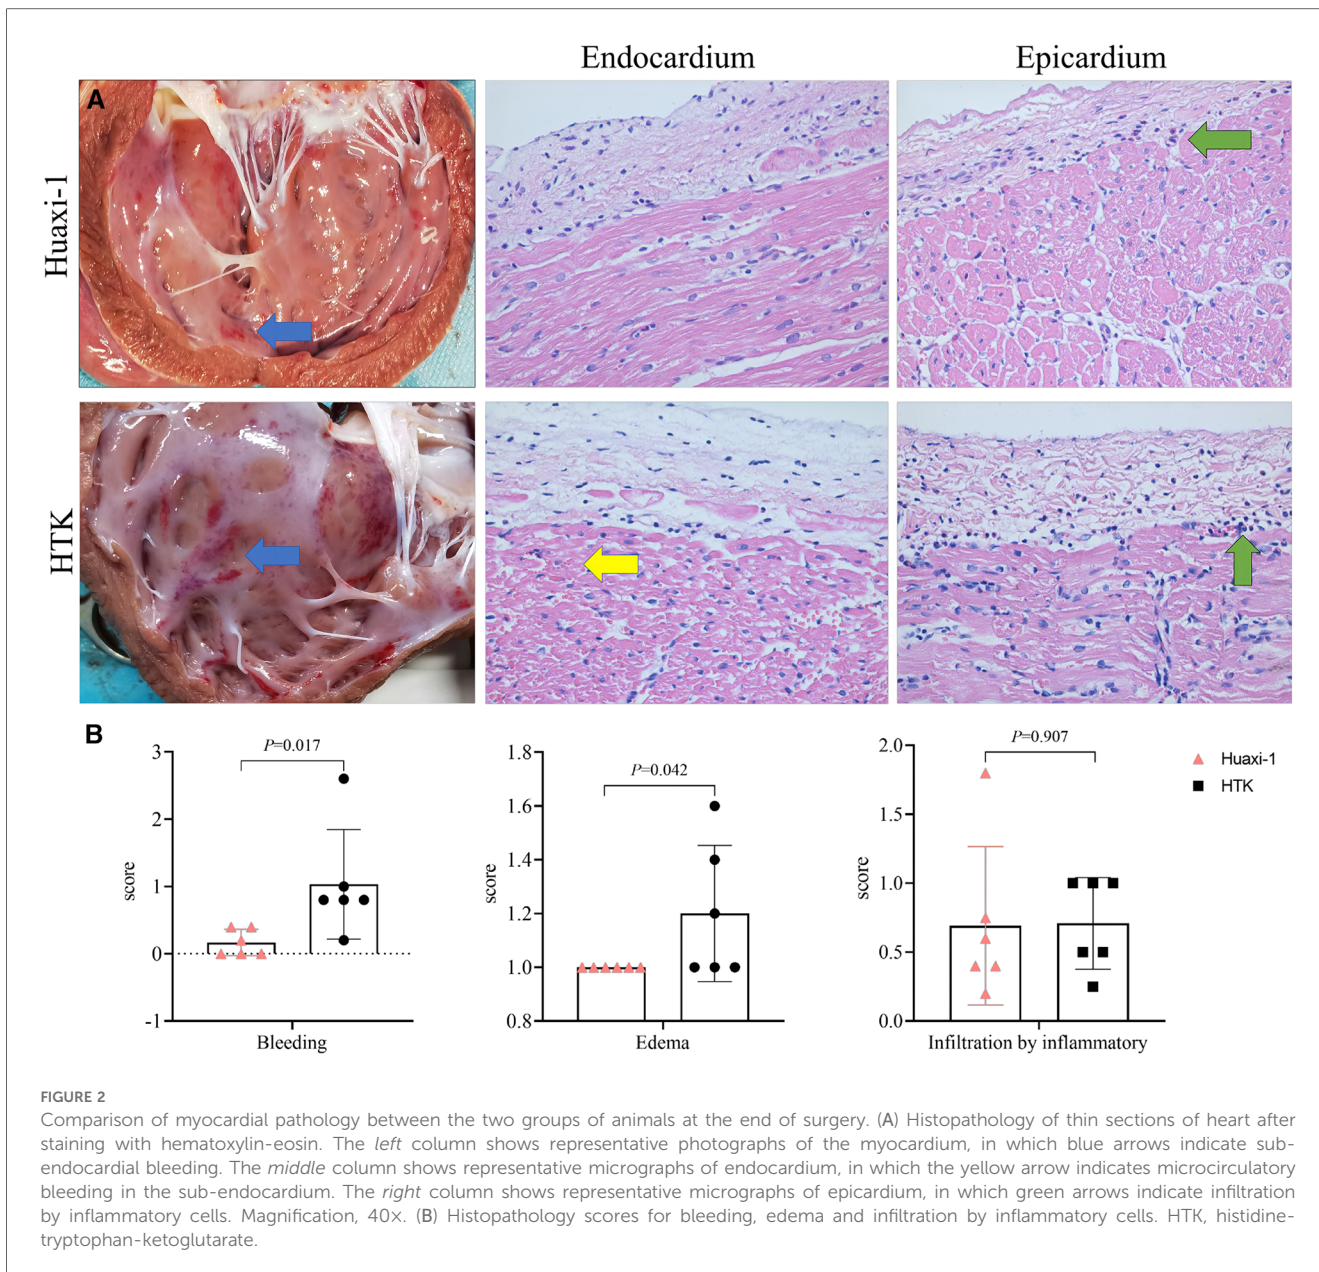 Endocardium
Epicardium
A
Huaxi-1
HTK
B
P=0.017
3
2
1
0
-1
score
Bleeding
P=0.042
1.8
1.6
1.4
1.2
1.0
0.8
score
Edema
P=0.907
2.0
1.5
1.0
0.5
0.0
score
Infiltration by inflammatory
Huaxi-1
HTK
FIGURE 2
Comparison of myocardial pathology between the two groups of animals at the end of surgery. (A) Histopathology of thin sections of heart after
staining with hematoxylin-eosin. The left column shows representative photographs of the myocardium, in which blue arrows indicate sub-
endocardial bleeding. The middle column shows representative micrographs of endocardium, in which the yellow arrow indicates microcirculatory
bleeding in the sub-endocardium. The right column shows representative micrographs of epicardium, in which green arrows indicate infiltration
by inflammatory cells. Magnification, 40×. (B) Histopathology scores for bleeding, edema and infiltration by inflammatory cells. HTK, histidine-
tryptophan-ketoglutarate.